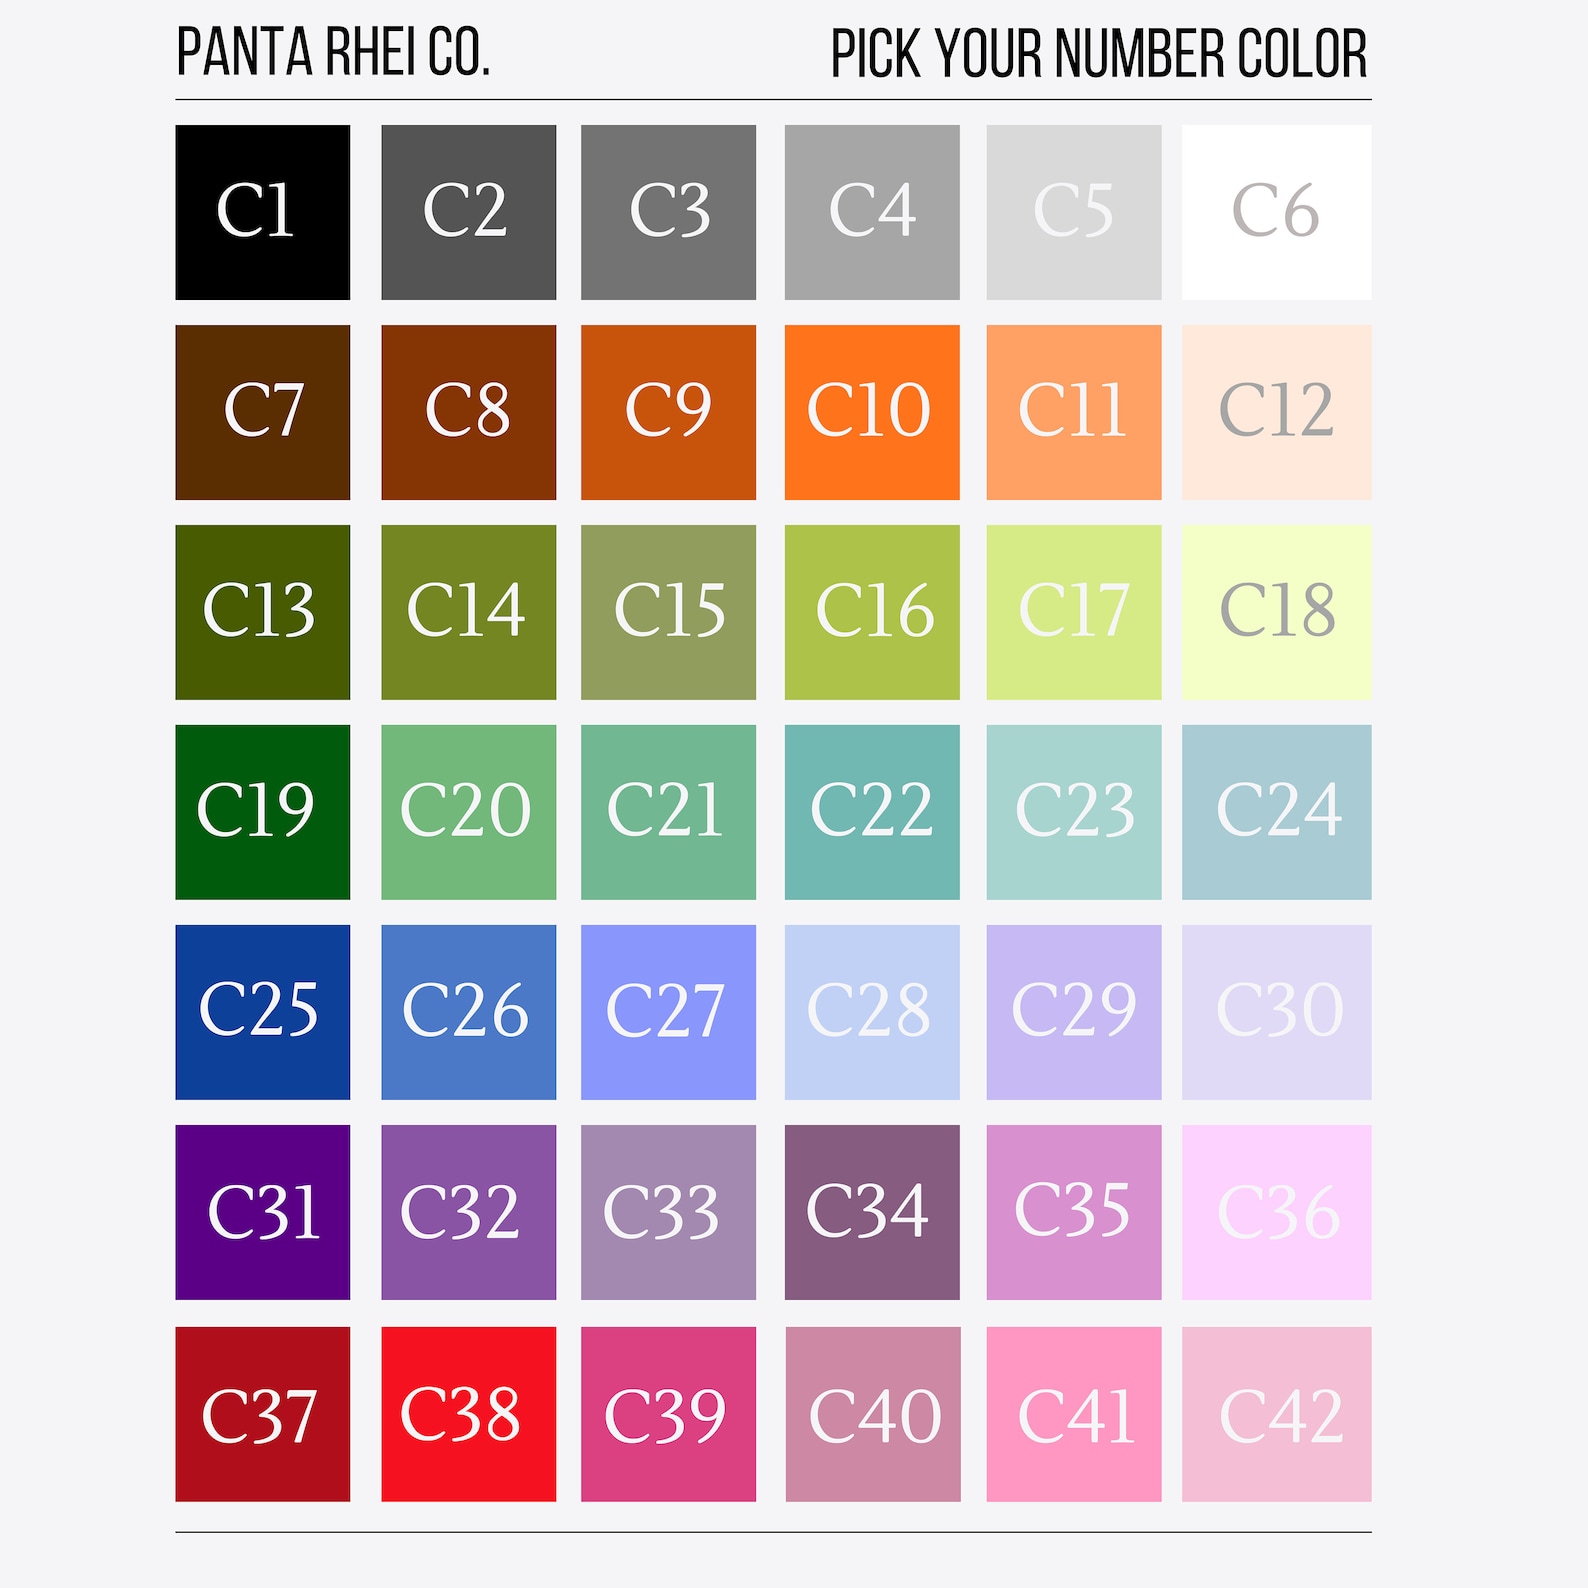 PANTA RHEI CO. PICK YOUR NUMBER COLOR
C1 C2 C3 C4 C5 C6
C7 C8 C9 C10 C11 C12
C13 C14 C15 C16 C17 C18
C19 C20 C21 C22 C23 C24
C25 C26 C27 C28 C29 C30
C31 C32 C33 C34 C35 C36
C37 C38 C39 C40 C41 C42